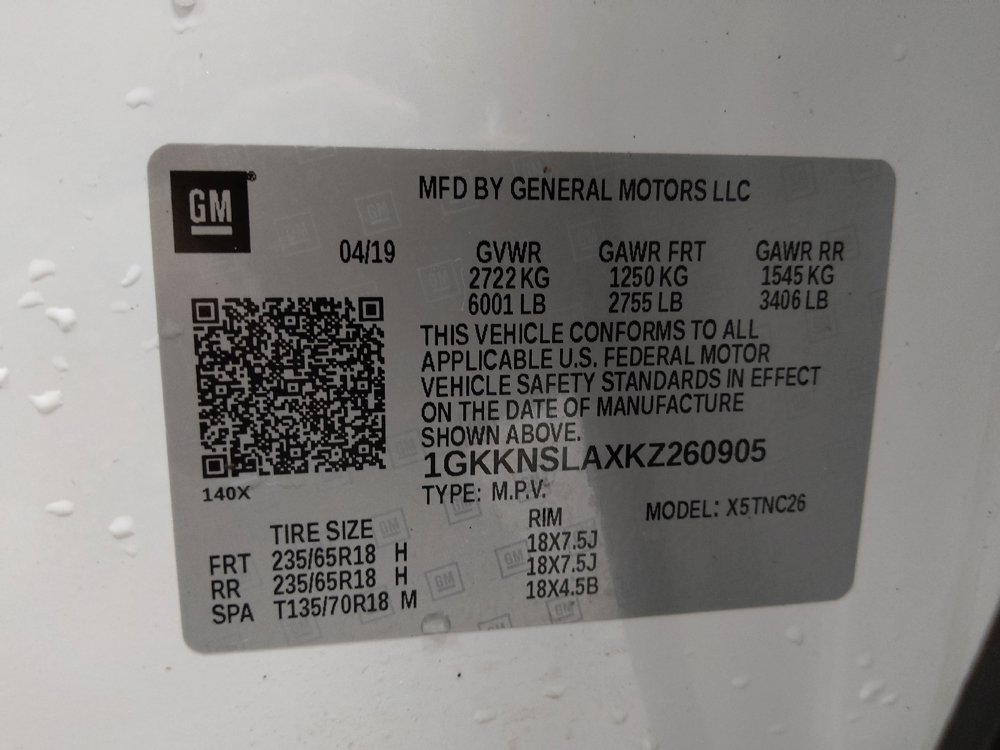 GM®
MFD BY GENERAL MOTORS LLC
04/19 GVWR GAWR FRT GAWR RR
2722 KG 1250 KG 1545 KG
6001 LB 2755 LB 3406 LB
THIS VEHICLE CONFORMS TO ALL
APPLICABLE U.S. FEDERAL MOTOR
VEHICLE SAFETY STANDARDS IN EFFECT
ON THE DATE OF MANUFACTURE
SHOWN ABOVE.
1GKKNSLAXKZ260905
140X
TYPE: M.P.V. MODEL: X5TNC26
TIRE SIZE RIM
FRT 235/65R18 H 18X7.5J
RR 235/65R18 H 18X7.5J
SPA T135/70R18 M 18X4.5B